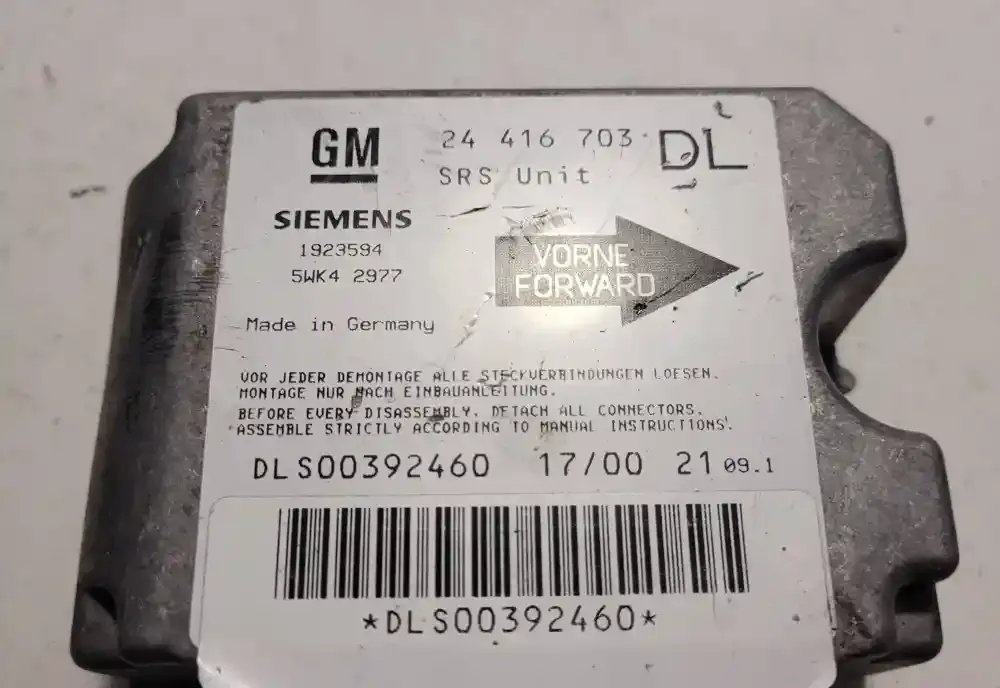 GM 24 416 703 DL
SRS Unit
SIEMENS
1923594
5WK4 2977
VORNE
FORWARD
Made in Germany
VOR JEDER DEMONTAGE ALLE STECKVERBINDUNGEN LOESEN.
MONTAGE NUR NACH EINBAUANLEITUNG.
BEFORE EVERY DISASSEMBLY, DETACH ALL CONNECTORS.
ASSEMBLE STRICTLY ACCORDING TO MANUAL INSTRUCTIONS.
DLS00392460 17/00 21 09.1
*DLS00392460*